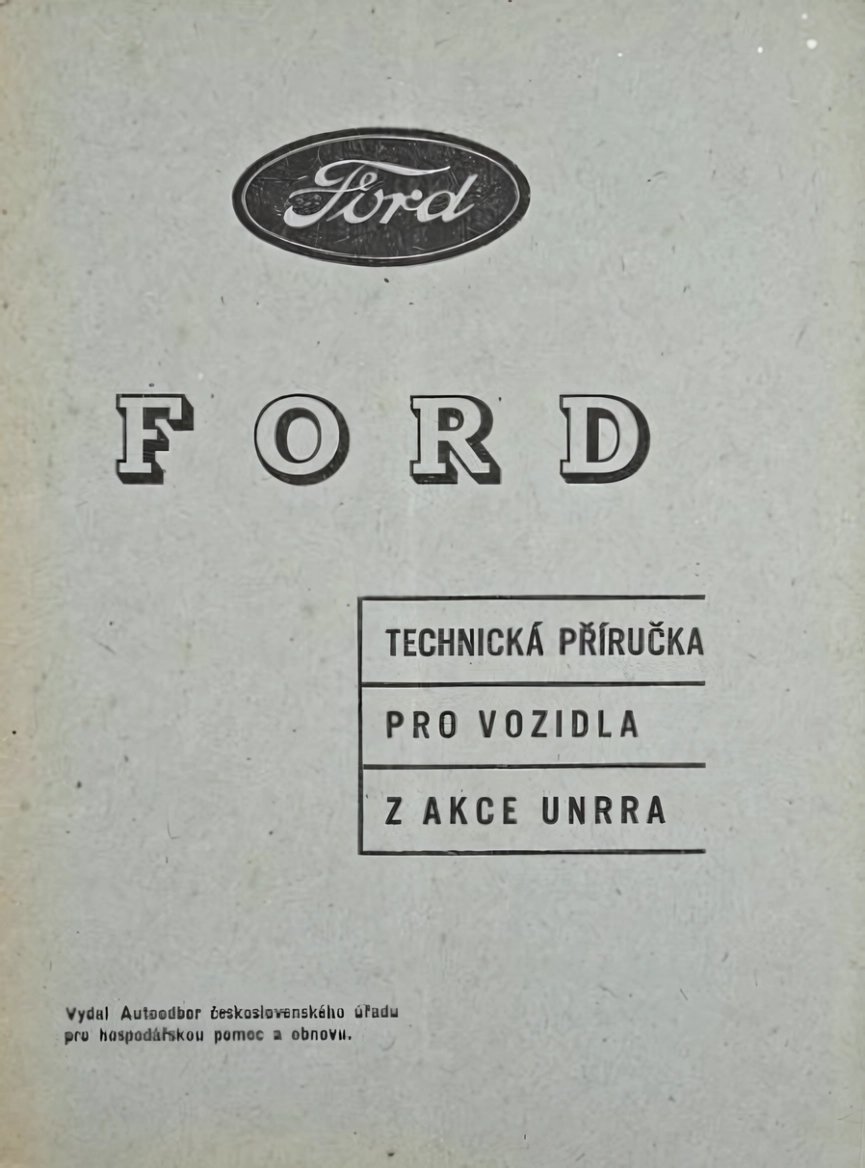 Ford
FORD
TECHNICKÁ PŘÍRUČKA
PRO VOZIDLA
Z AKCE UNRRA
Vydal Autoodbor československého úřadu
pro hospodářskou pomoc a obnovu.